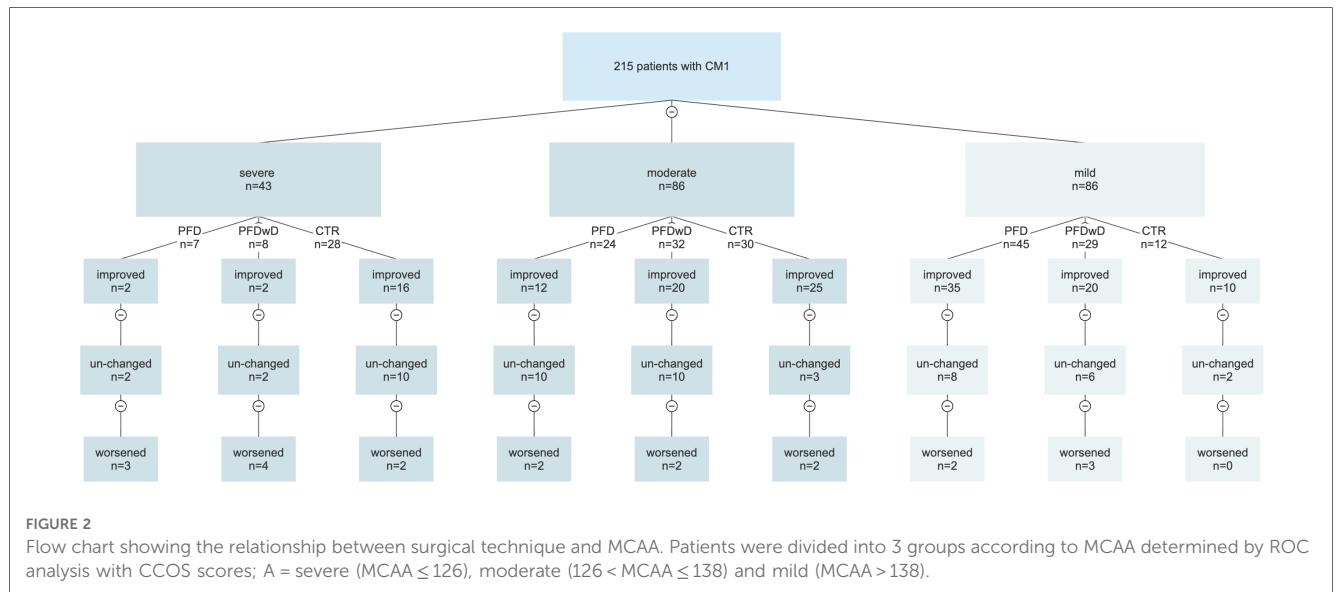 215 patients with CM1
severe
n=43
moderate
n=86
mild
n=86
PFD
n=7
PFDwD
n=8
CTR
n=28
PFD
n=24
PFDwD
n=32
CTR
n=30
PFD
n=45
PFDwD
n=29
CTR
n=12
improved
n=2
improved
n=2
improved
n=16
improved
n=12
improved
n=20
improved
n=25
improved
n=35
improved
n=20
improved
n=10
un-changed
n=2
un-changed
n=2
un-changed
n=10
un-changed
n=10
un-changed
n=10
un-changed
n=3
un-changed
n=8
un-changed
n=6
un-changed
n=2
worsened
n=3
worsened
n=4
worsened
n=2
worsened
n=2
worsened
n=2
worsened
n=2
worsened
n=2
worsened
n=3
worsened
n=0
FIGURE 2
Flow chart showing the relationship between surgical technique and MCAA. Patients were divided into 3 groups according to MCAA determined by ROC
analysis with CCOS scores; A = severe (MCAA ≤ 126), moderate (126 < MCAA ≤ 138) and mild (MCAA > 138).